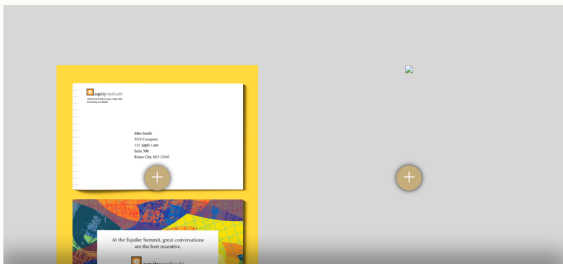 equitymethods
John Smith
XYZ Company
123 Apple Lane
Suite 500
Kansas City, MO 12345
At the Equilar Summit, great conversations
are the best incentive.
equitymethods